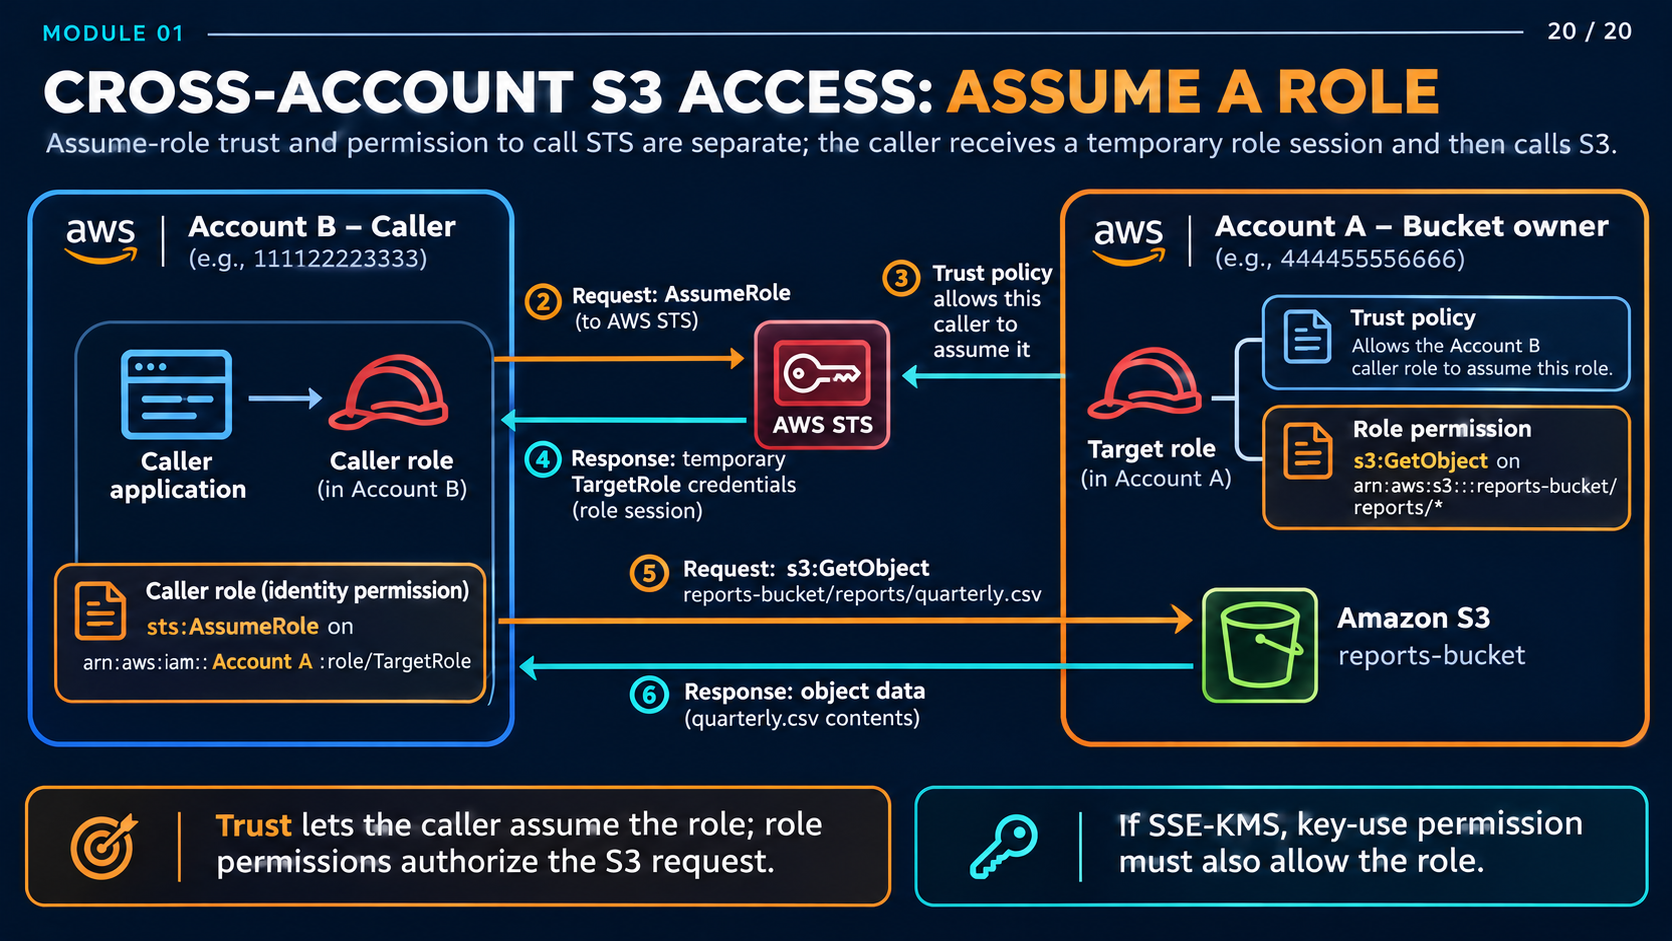 MODULE 01
20 / 20
CROSS-ACCOUNT S3 ACCESS: ASSUME A ROLE
Assume-role trust and permission to call STS are separate; the caller receives a temporary role session and then calls S3.
aws
Account B – Caller
(e.g., 111122223333)
Caller
application
Caller role
(in Account B)
Caller role (identity permission)
sts:AssumeRole on
arn:aws:iam::Account A :role/TargetRole
2
Request: AssumeRole
(to AWS STS)
AWS STS
3
Trust policy
allows this
caller to
assume it
4
Response: temporary
TargetRole credentials
(role session)
5
Request: s3:GetObject
reports-bucket/reports/quarterly.csv
6
Response: object data
(quarterly.csv contents)
aws
Account A – Bucket owner
(e.g., 444455556666)
Target role
(in Account A)
Trust policy
Allows the Account B
caller role to assume this role.
Role permission
s3:GetObject on
arn:aws:s3:::reports-bucket/
reports/*
Amazon S3
reports-bucket
Trust lets the caller assume the role; role
permissions authorize the S3 request.
If SSE-KMS, key-use permission
must also allow the role.